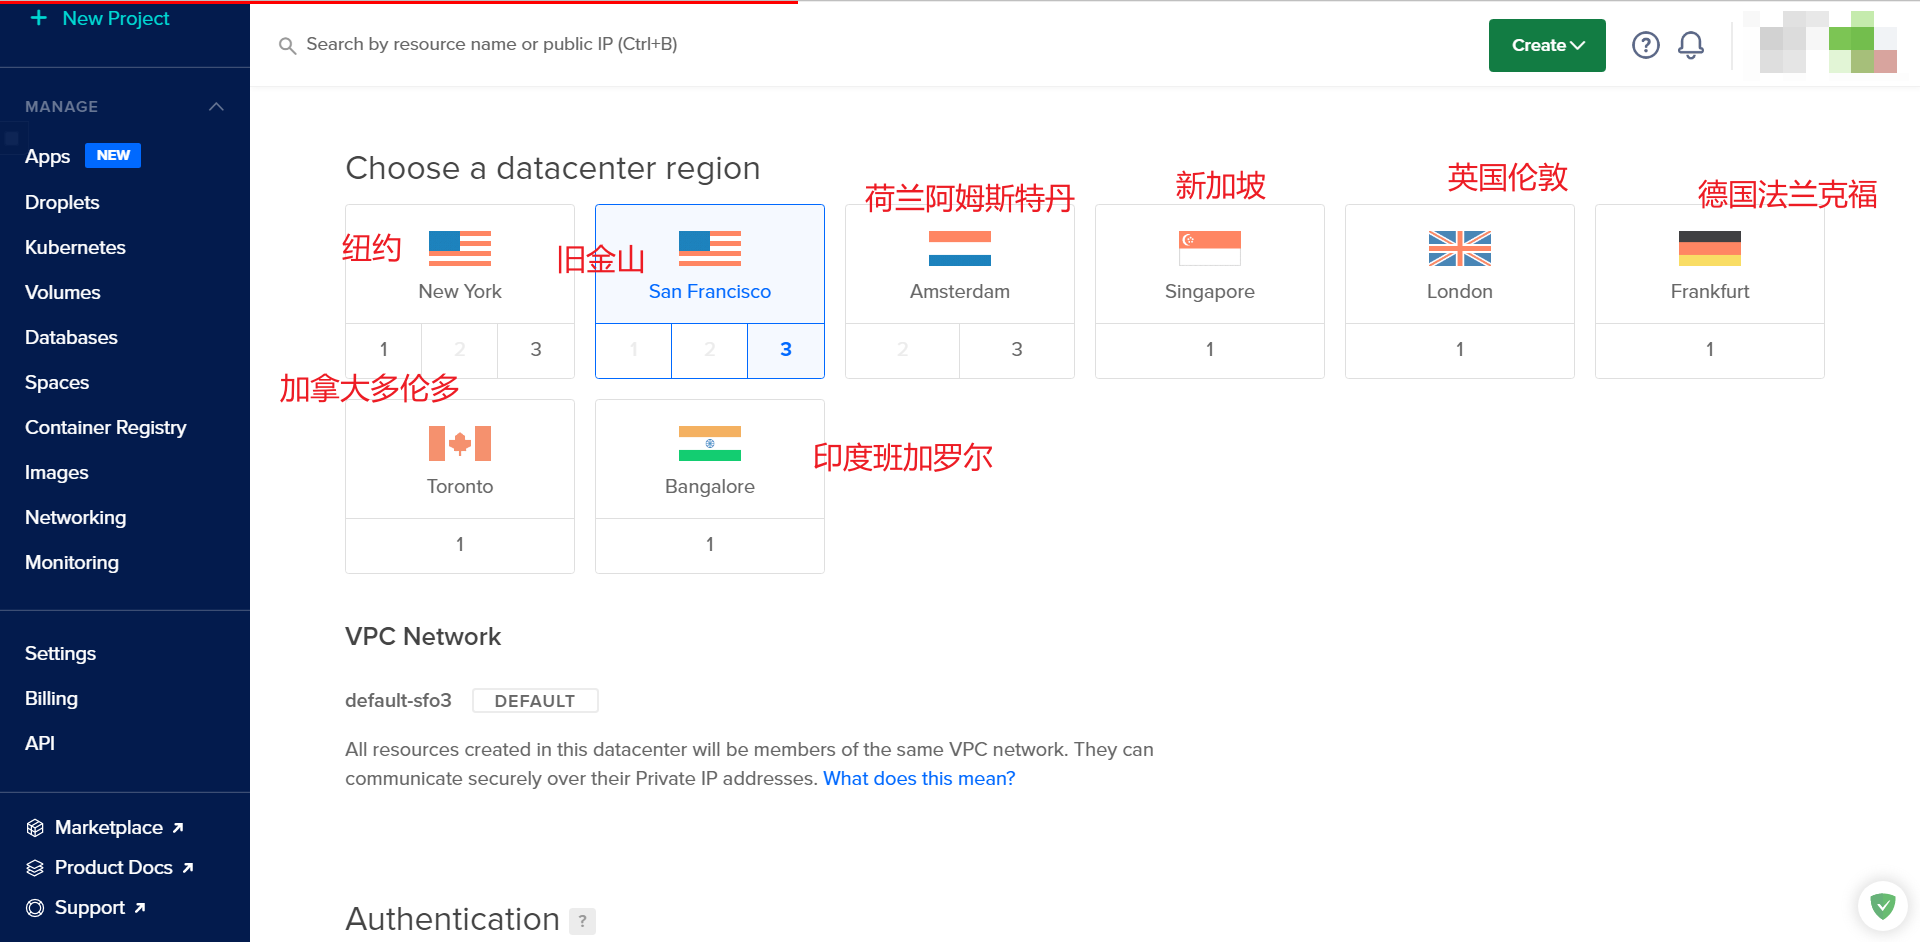 New Project
MANAGE
Apps NEW
Droplets
Kubernetes
Volumes
Databases
Spaces
Container Registry
Images
Networking
Monitoring
Settings
Billing
API
Marketplace
Product Docs
Support
Search by resource name or public IP (Ctrl+B)
Create
?
Choose a datacenter region
纽约
New York
1 2 3
旧金山
San Francisco
1 2 3
荷兰阿姆斯特丹
Amsterdam
2 3
新加坡
Singapore
1
英国伦敦
London
1
德国法兰克福
Frankfurt
1
加拿大多伦多
Toronto
1
印度班加罗尔
Bangalore
1
VPC Network
default-sfo3 DEFAULT
All resources created in this datacenter will be members of the same VPC network. They can
communicate securely over their Private IP addresses. What does this mean?
Authentication ?